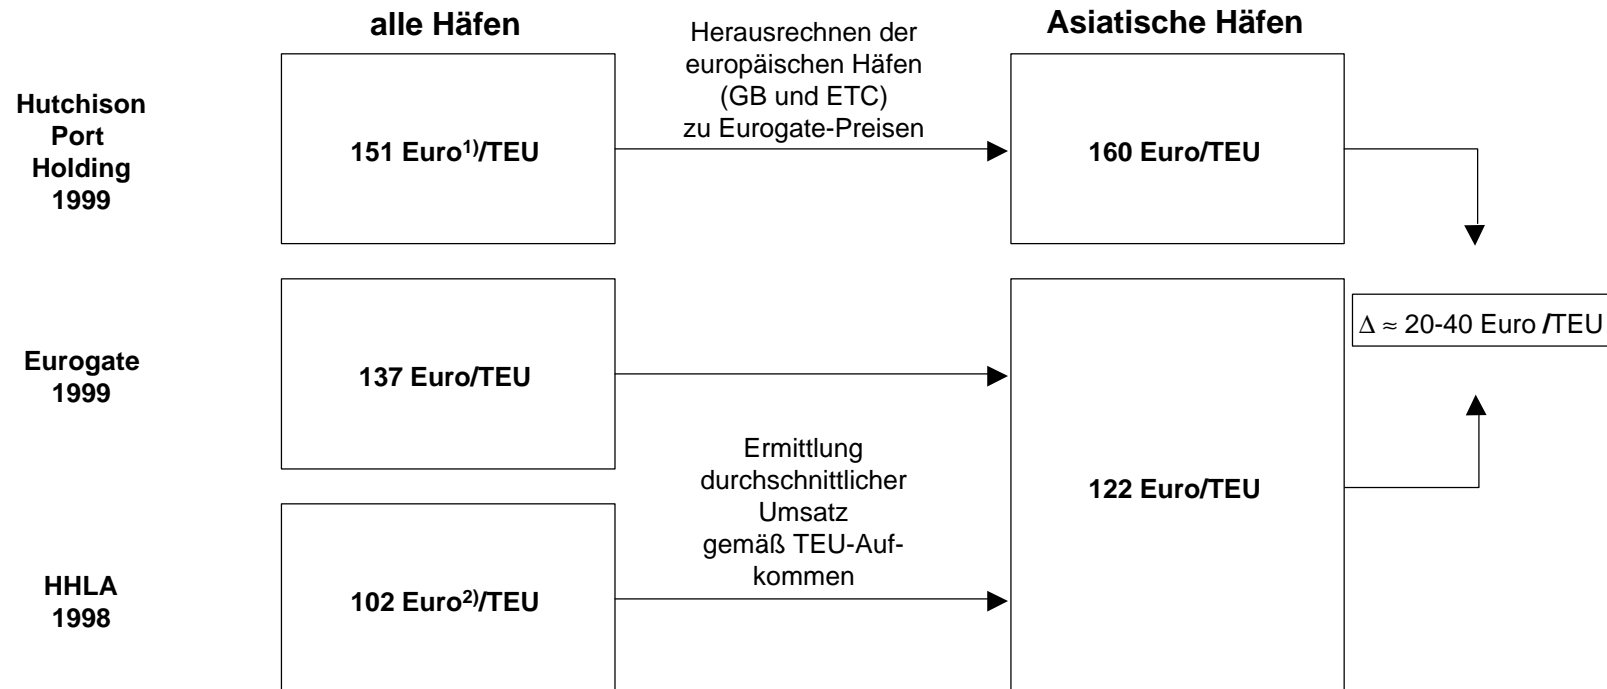 alle Häfen
Asiatische Häfen
Herausrechnen der
europäischen Häfen
(GB und ETC)
zu Eurogate-Preisen
Hutchison
Port
Holding
1999
151 Euro¹⁾/TEU
160 Euro/TEU
Eurogate
1999
137 Euro/TEU
Δ ≈ 20-40 Euro /TEU
Ermittlung
durchschnittlicher
Umsatz
gemäß TEU-Auf-
kommen
122 Euro/TEU
HHLA
1998
102 Euro²⁾/TEU